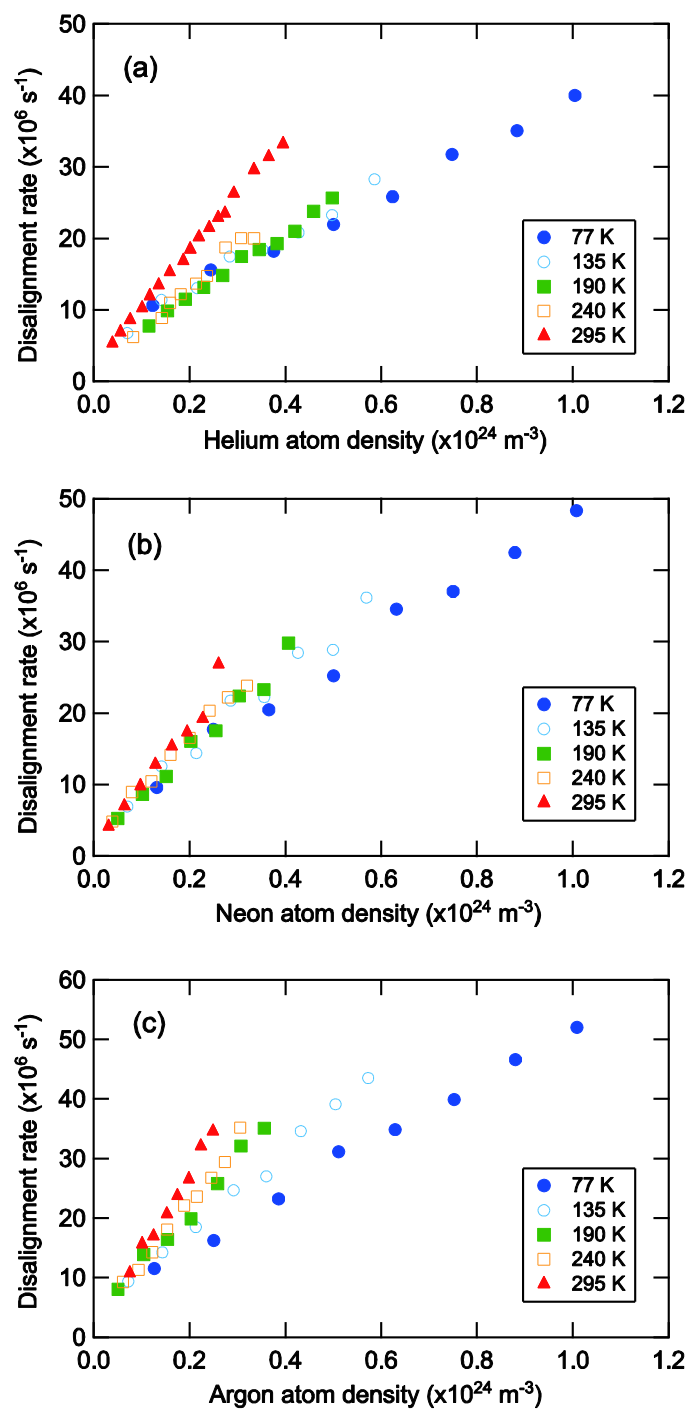 50
(a)
40
30
20
10
0
Disalignment rate (x10⁶ s⁻¹)
77 K
135 K
190 K
240 K
295 K
0.0 0.2 0.4 0.6 0.8 1.0 1.2
Helium atom density (x10²⁴ m⁻³)
50
(b)
40
30
20
10
0
Disalignment rate (x10⁶ s⁻¹)
77 K
135 K
190 K
240 K
295 K
0.0 0.2 0.4 0.6 0.8 1.0 1.2
Neon atom density (x10²⁴ m⁻³)
60
(c)
50
40
30
20
10
0
Disalignment rate (x10⁶ s⁻¹)
77 K
135 K
190 K
240 K
295 K
0.0 0.2 0.4 0.6 0.8 1.0 1.2
Argon atom density (x10²⁴ m⁻³)